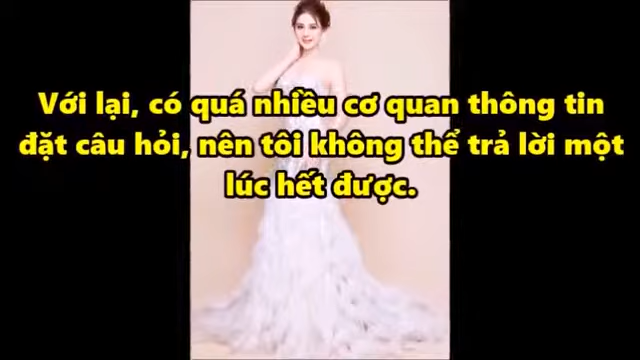 Với lại, có quá nhiều cơ quan thông tin
đặt câu hỏi, nên tôi không thể trả lời một
lúc hết được.